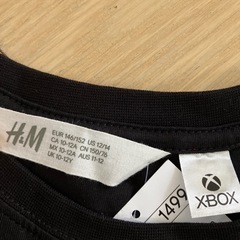 H&M
EUR 146/152 US 12/14
CA 10-12A CN 150/76
MX 10-12A AUS 11-12
UK 10-12Y
1499
XBOX